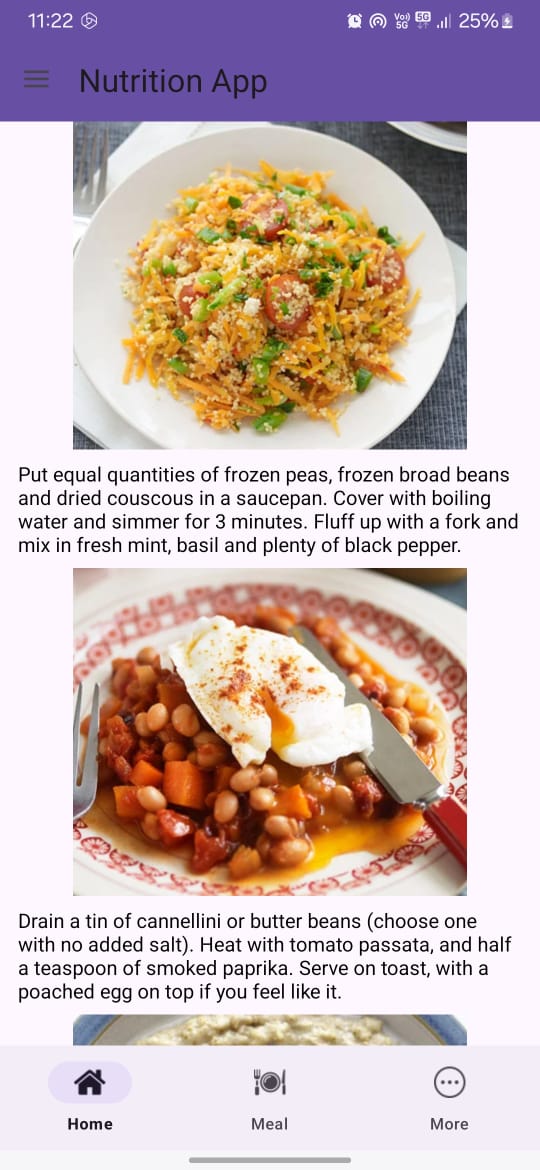 11:22
Vo))
5G
5G
25%
Nutrition App
Put equal quantities of frozen peas, frozen broad beans
and dried couscous in a saucepan. Cover with boiling
water and simmer for 3 minutes. Fluff up with a fork and
mix in fresh mint, basil and plenty of black pepper.
Drain a tin of cannellini or butter beans (choose one
with no added salt). Heat with tomato passata, and half
a teaspoon of smoked paprika. Serve on toast, with a
poached egg on top if you feel like it.
Home
Meal
More